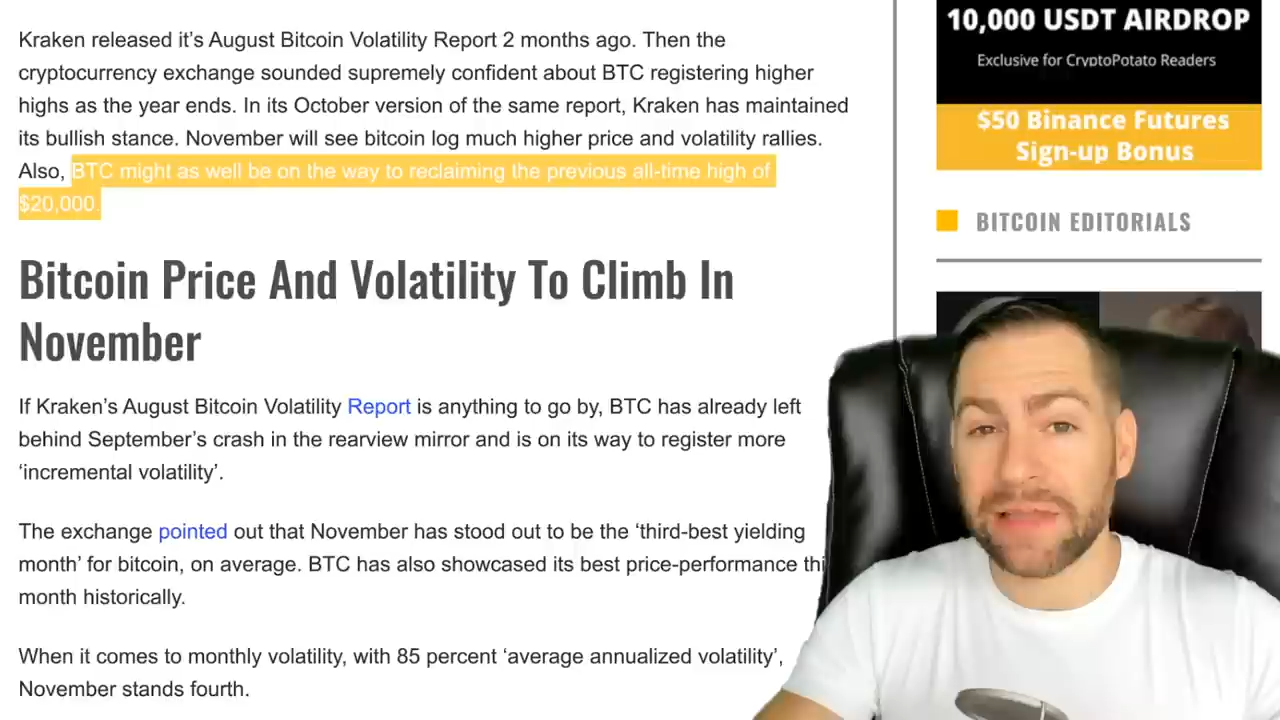 Kraken released it's August Bitcoin Volatility Report 2 months ago. Then the
cryptocurrency exchange sounded supremely confident about BTC registering higher
highs as the year ends. In its October version of the same report, Kraken has maintained
its bullish stance. November will see bitcoin log much higher price and volatility rallies.
Also, BTC might as well be on the way to reclaiming the previous all-time high of
$20,000.
Bitcoin Price And Volatility To Climb In
November
If Kraken's August Bitcoin Volatility Report is anything to go by, BTC has already left
behind September's crash in the rearview mirror and is on its way to register more
'incremental volatility'.
The exchange pointed out that November has stood out to be the 'third-best yielding
month' for bitcoin, on average. BTC has also showcased its best price-performance thi
month historically.
When it comes to monthly volatility, with 85 percent 'average annualized volatility',
November stands fourth.
10,000 USDT AIRDROP
Exclusive for CryptoPotato Readers
$50 Binance Futures
Sign-up Bonus
BITCOIN EDITORIALS